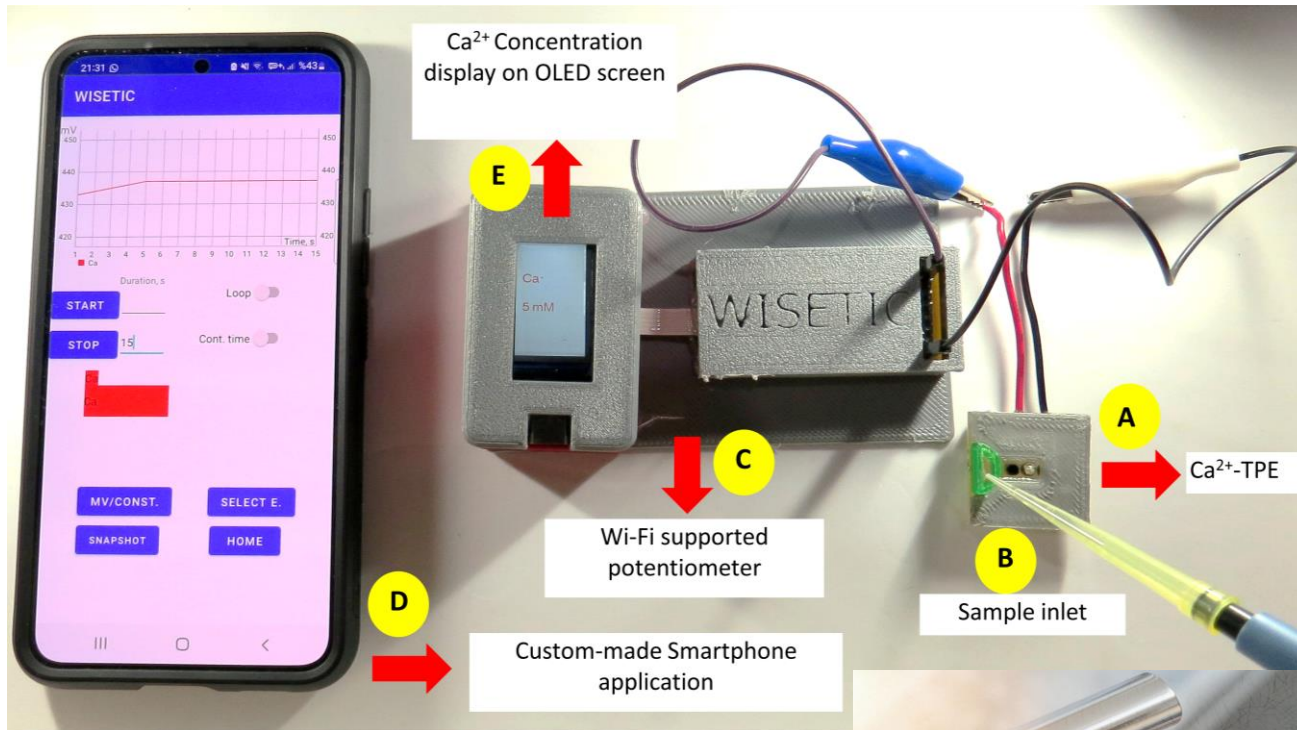 21:31 %43
WISETIC
mV
450 450
440 440
430 430
420 420
Time, s
1 2 3 4 5 6 7 8 9 10 11 12 13 14 15
Ca
Duration, s
START
Loop
STOP
15
Cont. time
Ca
Ca
MV/CONST.
SELECT E.
SNAPSHOT
HOME
Ca²⁺ Concentration
display on OLED screen
E
Ca
5 mM
WISETIC
A
Ca²⁺-TPE
C
Wi-Fi supported
potentiometer
B
Sample inlet
D
Custom-made Smartphone
application